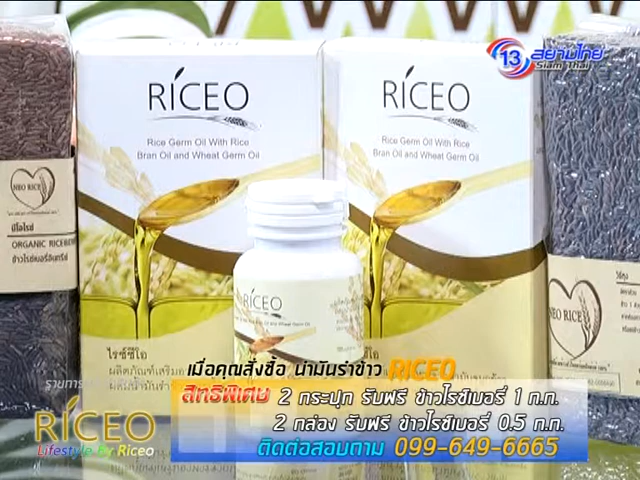 13 สยามไทย
Siam Thai
RICEO
Rice Germ Oil With Rice
Bran Oil and Wheat Germ Oil
RICEO
Rice Germ Oil With Rice
Bran Oil and Wheat Germ Oil
NEO RICE
นีโอไรซ์
ORGANIC RICEBE
ข้าวไรซ์เบอรี่อินทรีย์
RICEO
NEO RICE
ไรซ์ซีโอ
เมื่อคุณสั่งซื้อ น้ำมันรำข้าว RICEO
สิทธิพิเศษ 2 กระปุก รับฟรี ข้าวไรซ์เบอรี่ 1 ก.ก.
2 กล่อง รับฟรี ข้าวไรซ์เบอรี่ 0.5 ก.ก.
ติดต่อสอบถาม 099-649-6665
RICEO
Lifestyle By Riceo